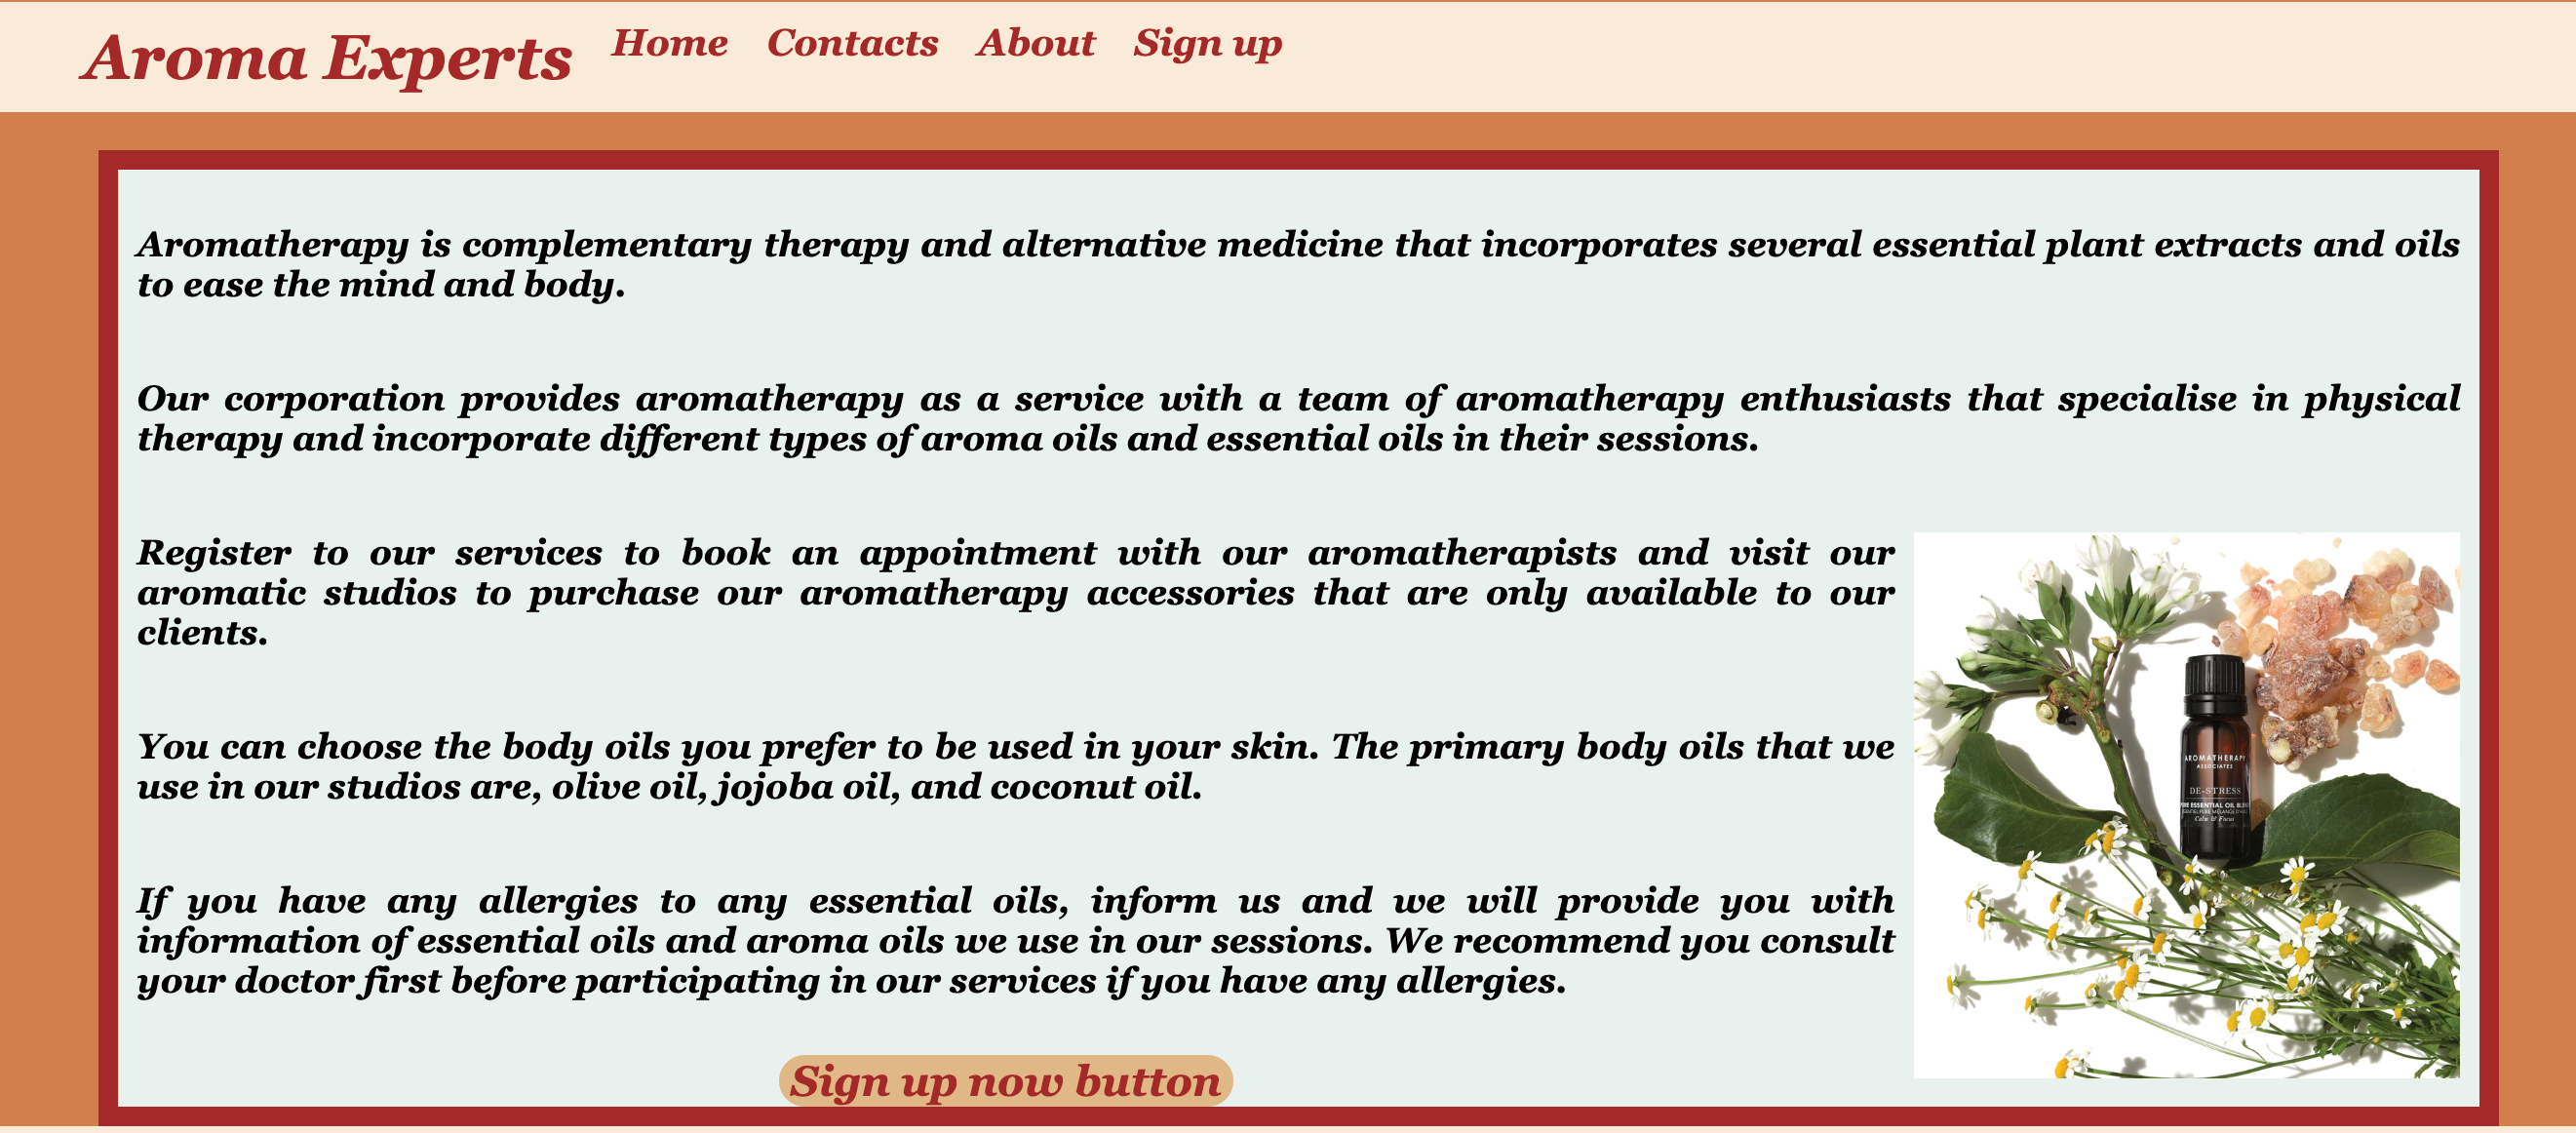 Aroma Experts Home Contacts About Sign up
Aromatherapy is complementary therapy and alternative medicine that incorporates several essential plant extracts and oils
to ease the mind and body.
Our corporation provides aromatherapy as a service with a team of aromatherapy enthusiasts that specialise in physical
therapy and incorporate different types of aroma oils and essential oils in their sessions.
Register to our services to book an appointment with our aromatherapists and visit our
aromatic studios to purchase our aromatherapy accessories that are only available to our
clients.
You can choose the body oils you prefer to be used in your skin. The primary body oils that we
use in our studios are, olive oil, jojoba oil, and coconut oil.
If you have any allergies to any essential oils, inform us and we will provide you with
information of essential oils and aroma oils we use in our sessions. We recommend you consult
your doctor first before participating in our services if you have any allergies.
AROMATHERAPY
ASSOCIATES
DE-STRESS
ESSENTIAL OIL
Calm & Focus
Sign up now button